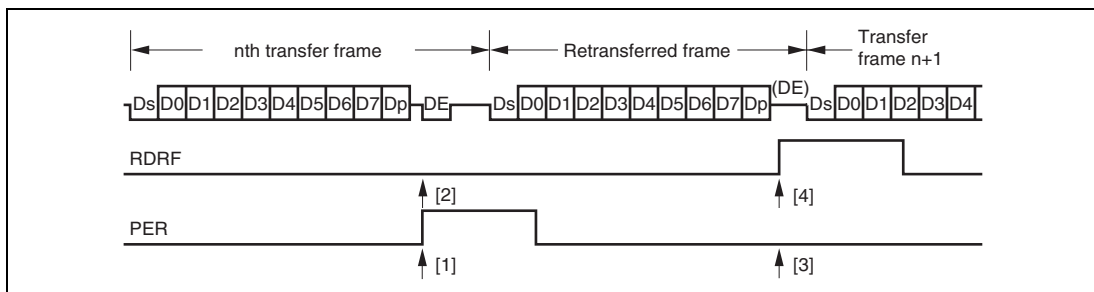 nth transfer frame
Retransferred frame
Transfer
frame n+1
Ds D0 D1 D2 D3 D4 D5 D6 D7 Dp DE Ds D0 D1 D2 D3 D4 D5 D6 D7 Dp (DE) Ds D0 D1 D2 D3 D4
RDRF
[2] [4]
PER
[1] [3]